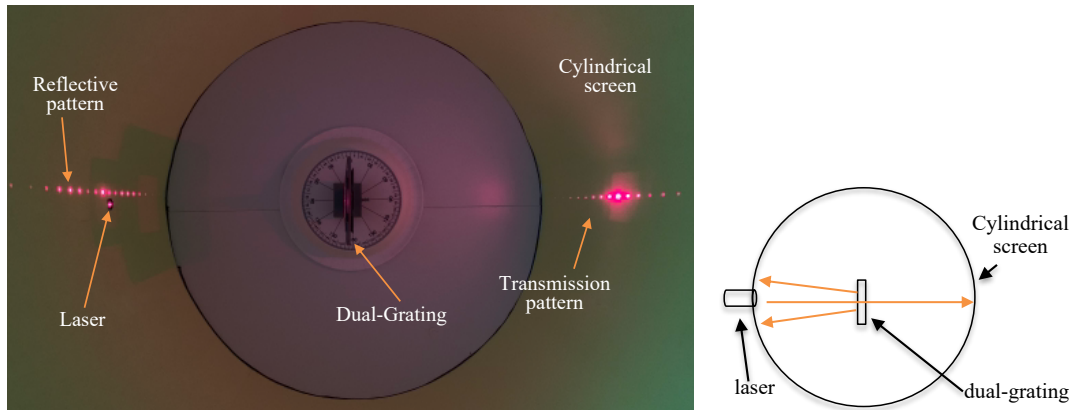 Reflective
pattern
Laser
Dual-Grating
Cylindrical
screen
Transmission
pattern
laser
Cylindrical
screen
dual-grating